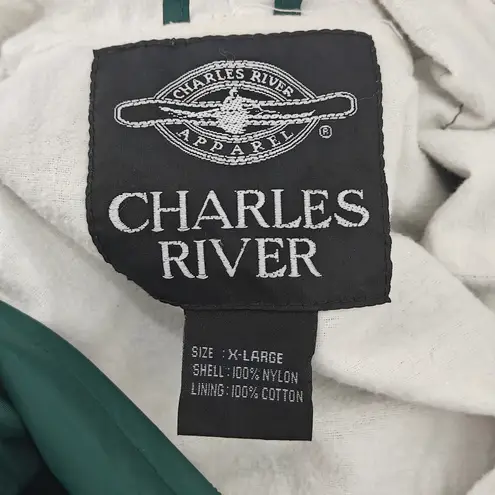 CHARLES RIVER
APPAREL
®
CHARLES
RIVER
SIZE : X-LARGE
SHELL : 100% NYLON
LINING : 100% COTTON